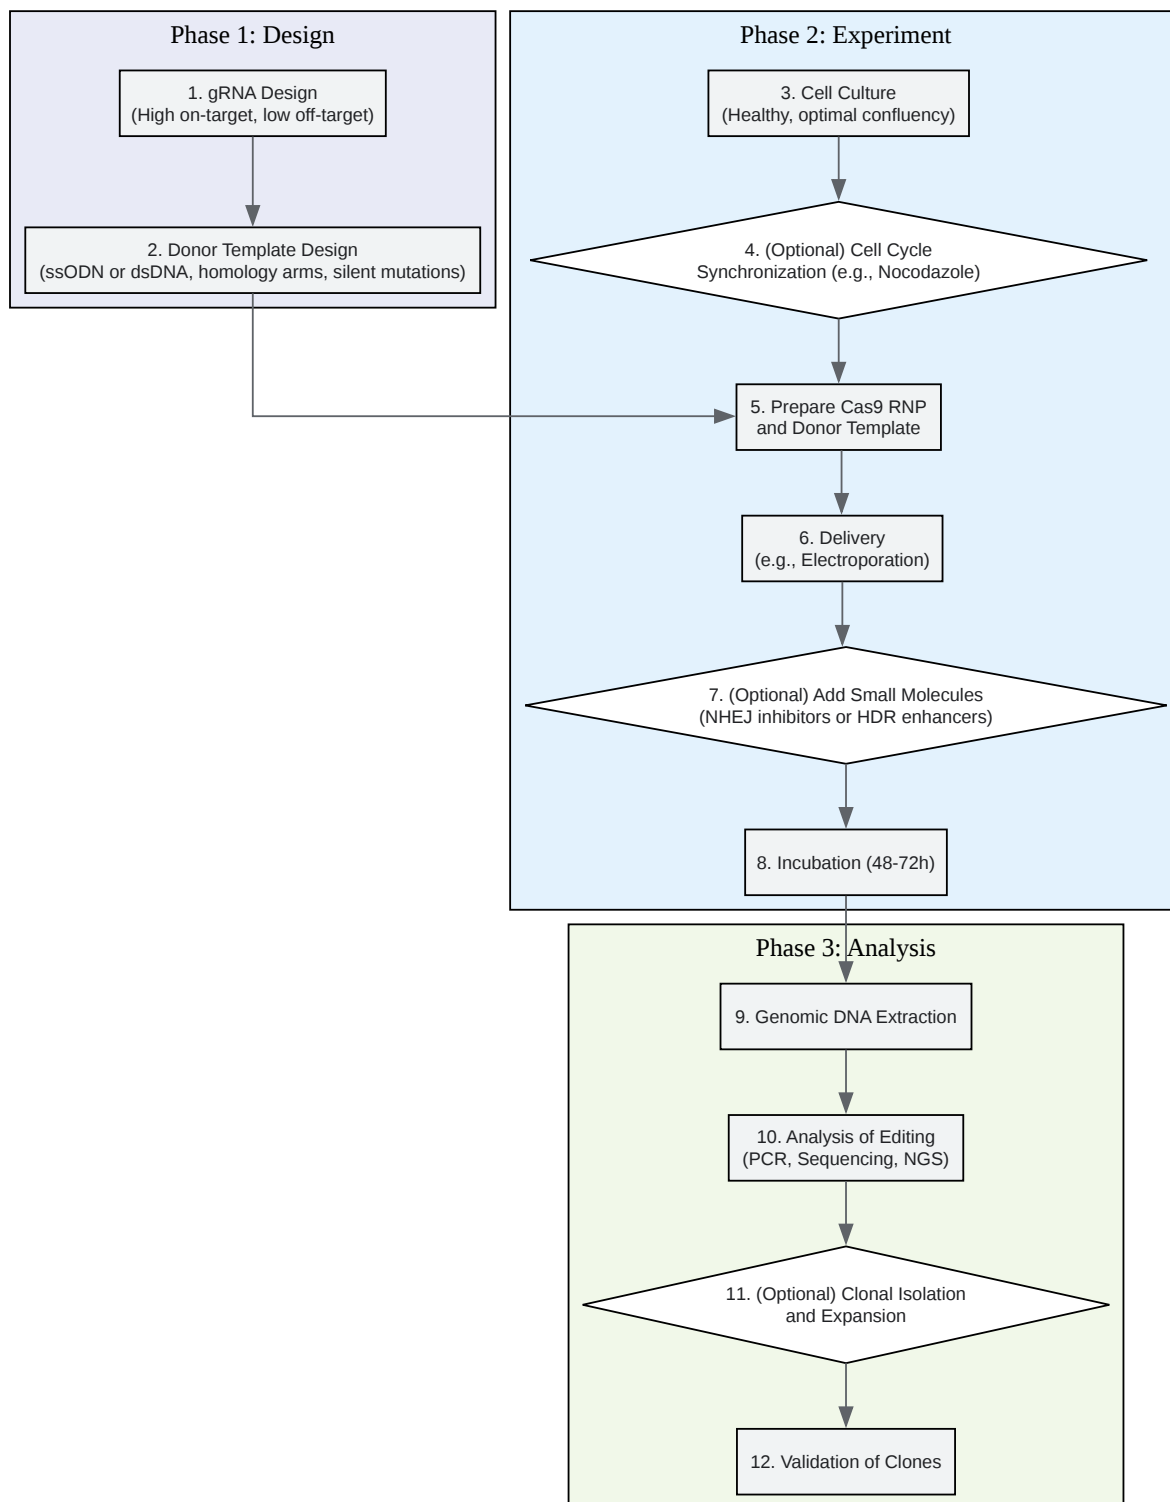 Phase 1: Design
1. gRNA Design
(High on-target, low off-target)
2. Donor Template Design
(ssODN or dsDNA, homology arms, silent mutations)
Phase 2: Experiment
3. Cell Culture
(Healthy, optimal confluency)
4. (Optional) Cell Cycle
Synchronization (e.g., Nocodazole)
5. Prepare Cas9 RNP
and Donor Template
6. Delivery
(e.g., Electroporation)
7. (Optional) Add Small Molecules
(NHEJ inhibitors or HDR enhancers)
8. Incubation (48-72h)
Phase 3: Analysis
9. Genomic DNA Extraction
10. Analysis of Editing
(PCR, Sequencing, NGS)
11. (Optional) Clonal Isolation
and Expansion
12. Validation of Clones